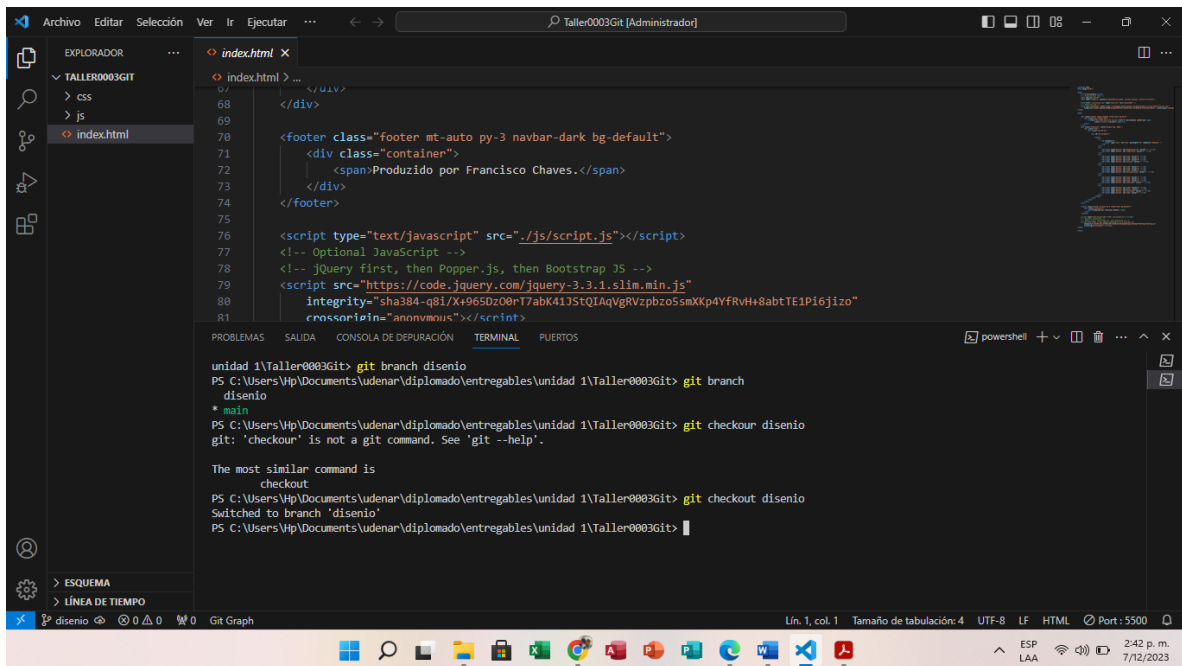 Archivo Editar Selección Ver Ir Ejecutar ··· Taller0003Git [Administrador]
EXPLORADOR ···
TALLER0003GIT
css
js
index.html
index.html
index.html > ...
67 </div>
68 </div>
69
70 <footer class="footer mt-auto py-3 navbar-dark bg-default">
71 <div class="container">
72 <span>Produzido por Francisco Chaves.</span>
73 </div>
74 </footer>
75
76 <script type="text/javascript" src="./js/script.js"></script>
77 <!-- Optional JavaScript -->
78 <!-- jQuery first, then Popper.js, then Bootstrap JS -->
79 <script src="https://code.jquery.com/jquery-3.3.1.slim.min.js"
80 integrity="sha384-q8i/X+965DzO0rT7abK41JStQIAqVgRVzpbzo5smXKp4YfRvH+8abtTE1Pi6jizo"
81 crossorigin="anonymous"></script>
PROBLEMAS SALIDA CONSOLA DE DEPURACIÓN TERMINAL PUERTOS powershell
unidad 1\Taller0003Git> git branch disenio
PS C:\Users\Hp\Documents\udenar\diplomado\entregables\unidad 1\Taller0003Git> git branch
disenio
* main
PS C:\Users\Hp\Documents\udenar\diplomado\entregables\unidad 1\Taller0003Git> git checkour disenio
git: 'checkour' is not a git command. See 'git --help'.
The most similar command is
checkout
PS C:\Users\Hp\Documents\udenar\diplomado\entregables\unidad 1\Taller0003Git> git checkout disenio
Switched to branch 'disenio'
PS C:\Users\Hp\Documents\udenar\diplomado\entregables\unidad 1\Taller0003Git>
ESQUEMA
LÍNEA DE TIEMPO
disenio 0 0 0 Git Graph Lín. 1, col. 1 Tamaño de tabulación: 4 UTF-8 LF HTML Port : 5500
ESP
LAA
2:42 p. m.
7/12/2023